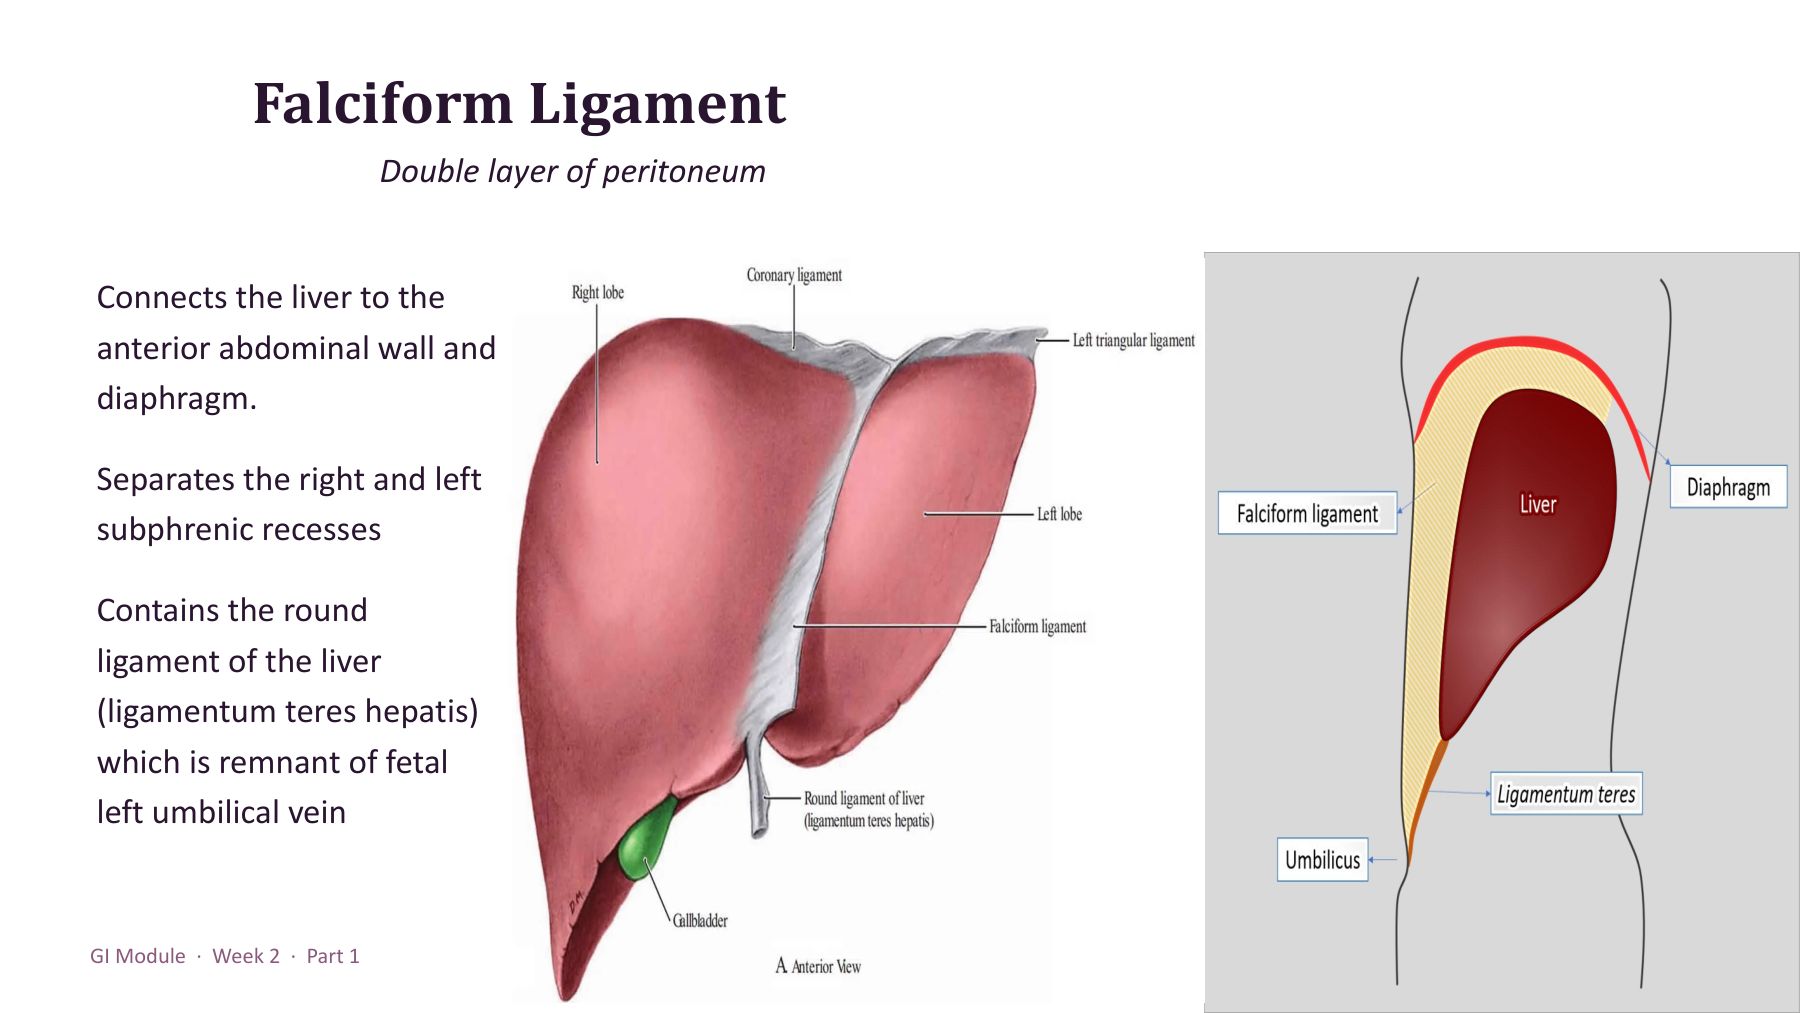 Falciform Ligament
Double layer of peritoneum
Connects the liver to the
anterior abdominal wall and
diaphragm.
Separates the right and left
subphrenic recesses
Contains the round
ligament of the liver
(ligamentum teres hepatis)
which is remnant of fetal
left umbilical vein
GI Module · Week 2 · Part 1
Coronary ligament
Right lobe
Left triangular ligament
Left lobe
Falciform ligament
Round ligament of liver
(ligamentum teres hepatis)
Gallbladder
D.M.
A. Anterior View
Diaphragm
Liver
Falciform ligament
Ligamentum teres
Umbilicus